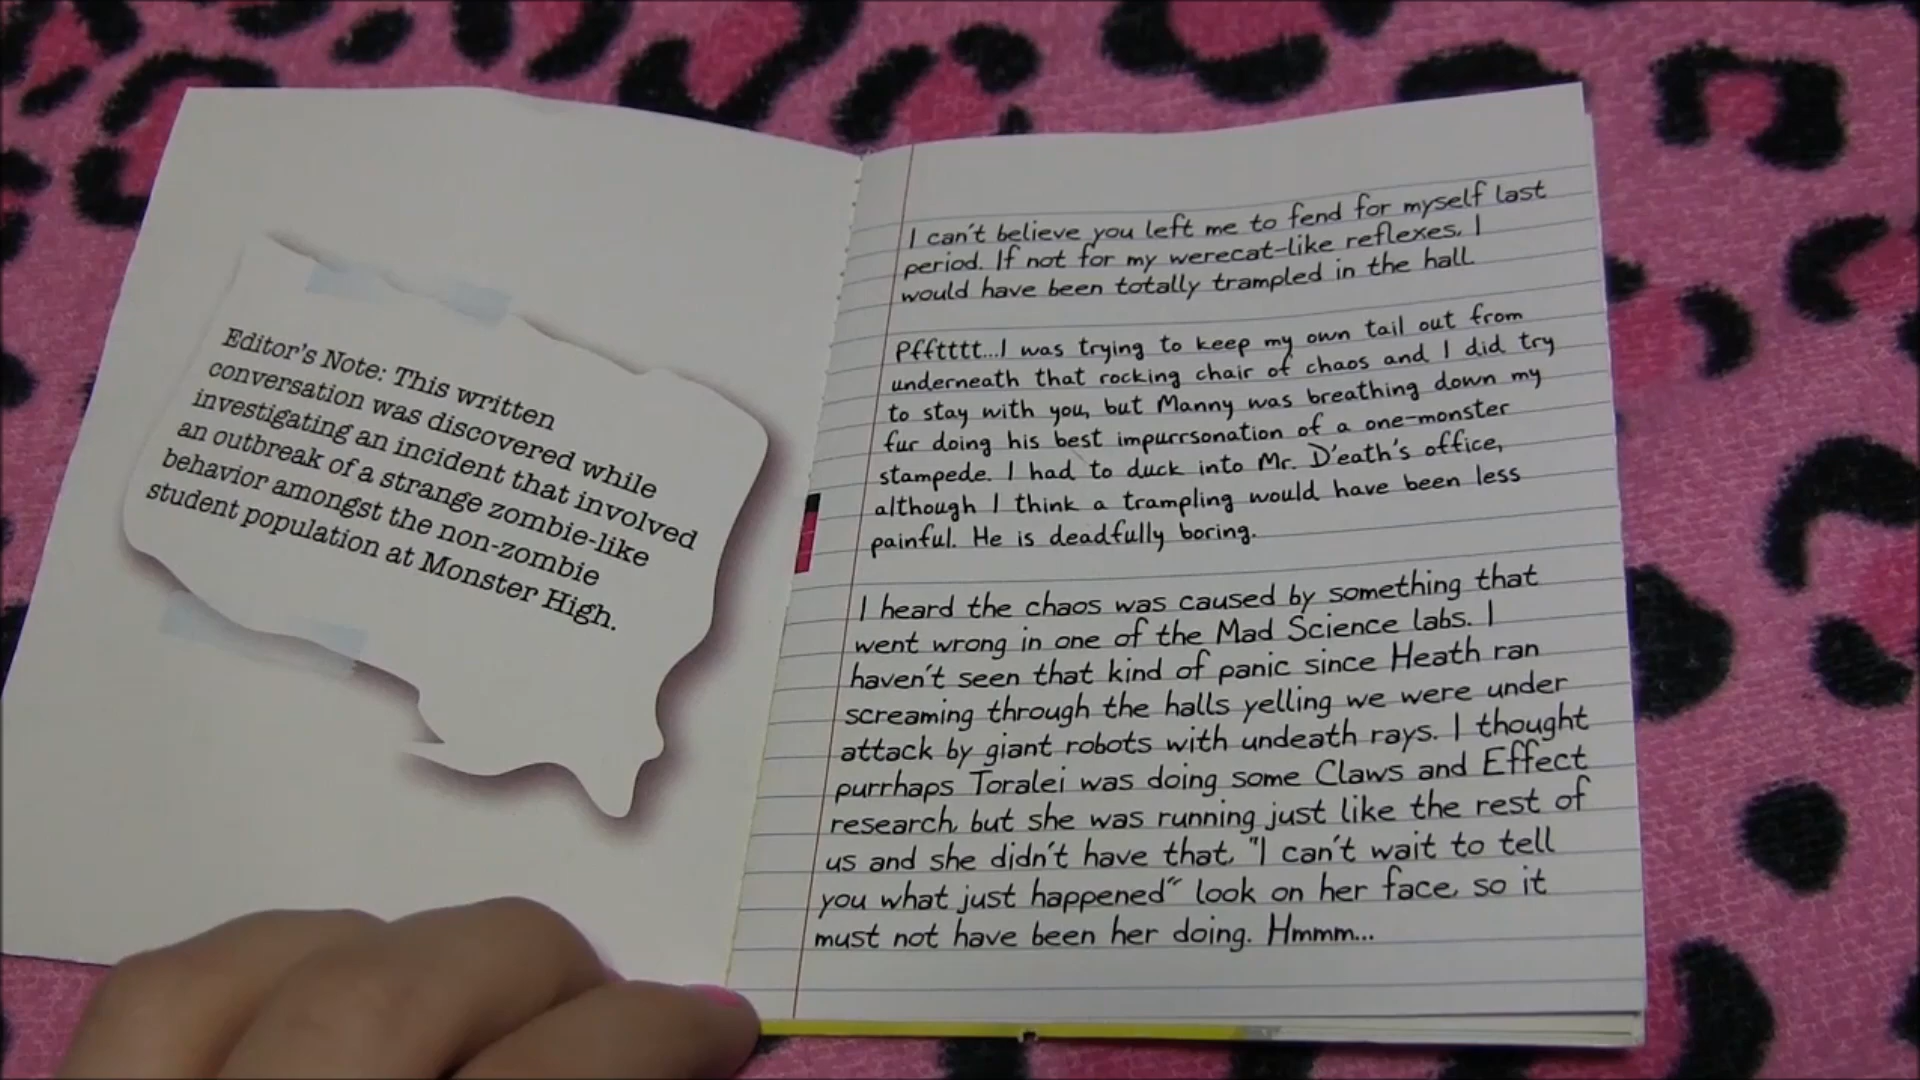 Editor's Note: This written
conversation was discovered while
investigating an incident that involved
an outbreak of a strange zombie-like
behavior amongst the non-zombie
student population at Monster High.
I can't believe you left me to fend for myself last
period. If not for my werecat-like reflexes, I
would have been totally trampled in the hall.
Pfftttt...I was trying to keep my own tail out from
underneath that rocking chair of chaos and I did try
to stay with you, but Manny was breathing down my
fur doing his best impurrsonation of a one-monster
stampede. I had to duck into Mr. D'eath's office,
although I think a trampling would have been less
painful. He is deadfully boring.
I heard the chaos was caused by something that
went wrong in one of the Mad Science labs. I
haven't seen that kind of panic since Heath ran
screaming through the halls yelling we were under
attack by giant robots with undeath rays. I thought
purrhaps Toralei was doing some Claws and Effect
research, but she was running just like the rest of
us and she didn't have that, "I can't wait to tell
you what just happened" look on her face, so it
must not have been her doing. Hmmm...